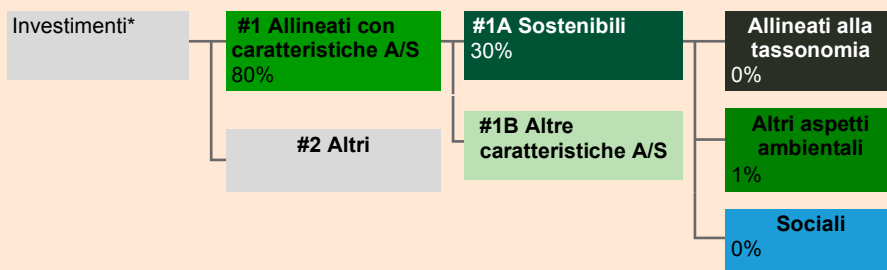 Investimenti*
#1 Allineati con
caratteristiche A/S
80%
#2 Altri
#1A Sostenibili
30%
#1B Altre
caratteristiche A/S
Allineati alla
tassonomia
0%
Altri aspetti
ambientali
1%
Sociali
0%